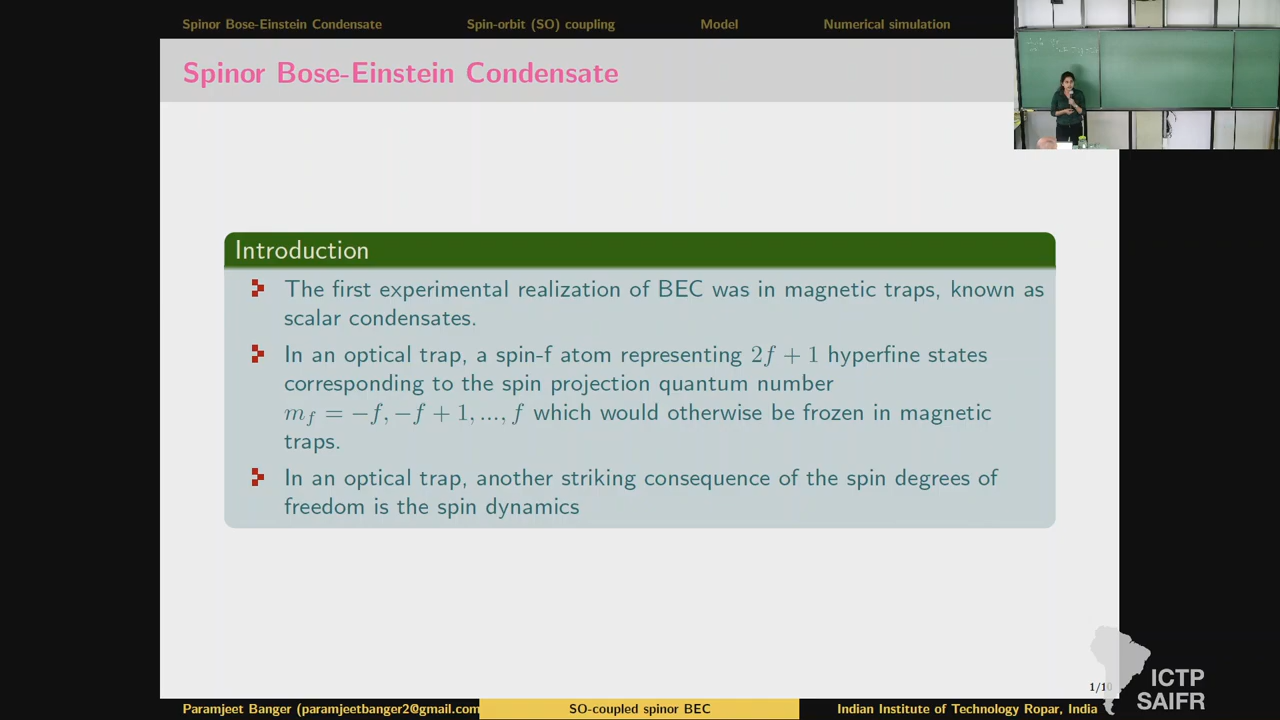 Spinor Bose-Einstein Condensate Spin-orbit (SO) coupling Model Numerical simulation
Spinor Bose-Einstein Condensate
Introduction
The first experimental realization of BEC was in magnetic traps, known as
scalar condensates.
In an optical trap, a spin-f atom representing 2f + 1 hyperfine states
corresponding to the spin projection quantum number
m_f = −f, −f + 1, ..., f which would otherwise be frozen in magnetic
traps.
In an optical trap, another striking consequence of the spin degrees of
freedom is the spin dynamics
1/10
ICTP
SAIFR
Paramjeet Banger (paramjeetbanger2@gmail.com SO-coupled spinor BEC Indian Institute of Technology Ropar, India